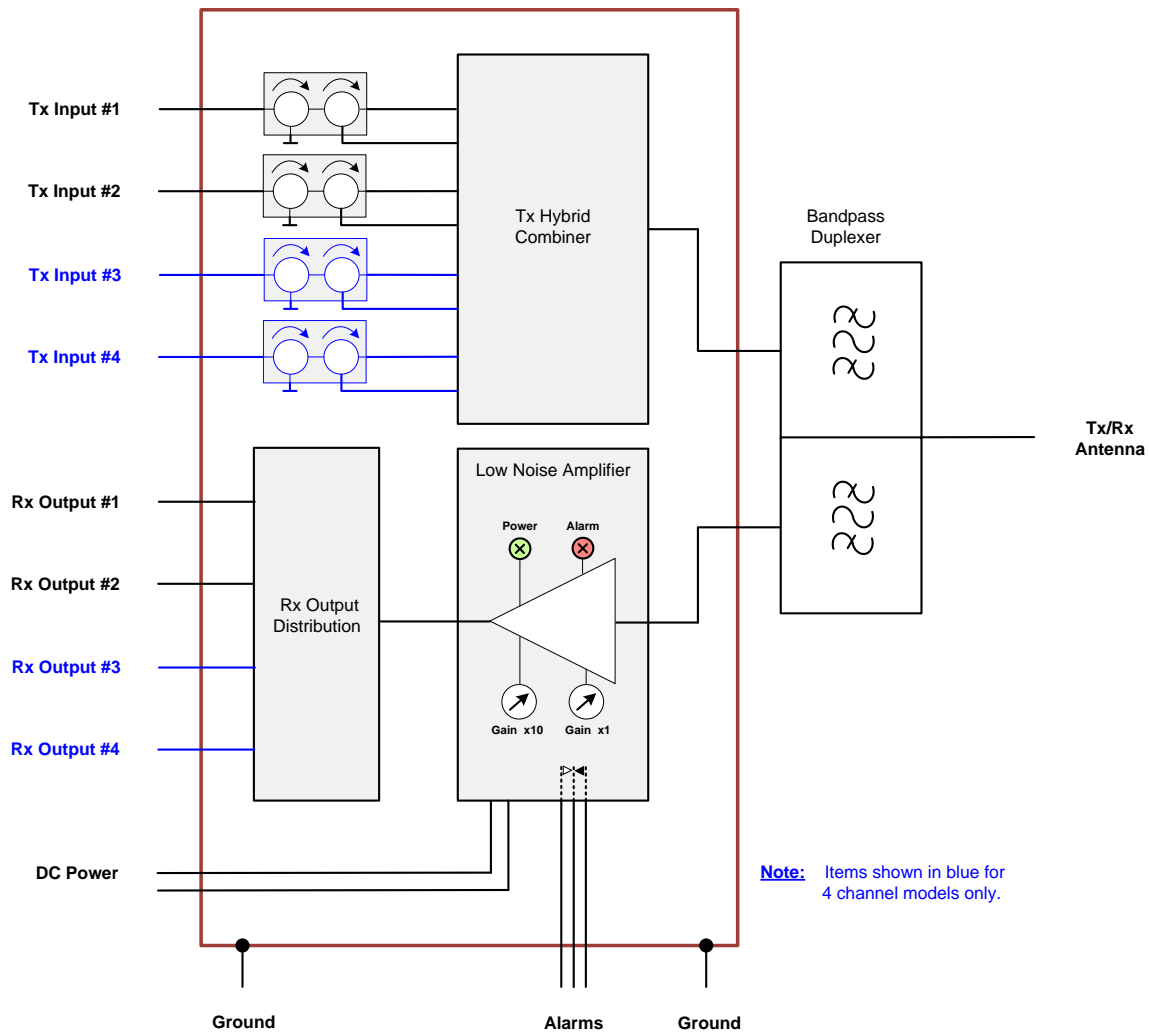 Tx Input #1
Tx Input #2
Tx Input #3
Tx Input #4
Tx Hybrid
Combiner
Bandpass
Duplexer
Tx/Rx
Antenna
Rx Output #1
Rx Output #2
Rx Output #3
Rx Output #4
Rx Output
Distribution
Low Noise Amplifier
Power
Alarm
Gain x10
Gain x1
DC Power
Note: Items shown in blue for
4 channel models only.
Ground
Alarms
Ground